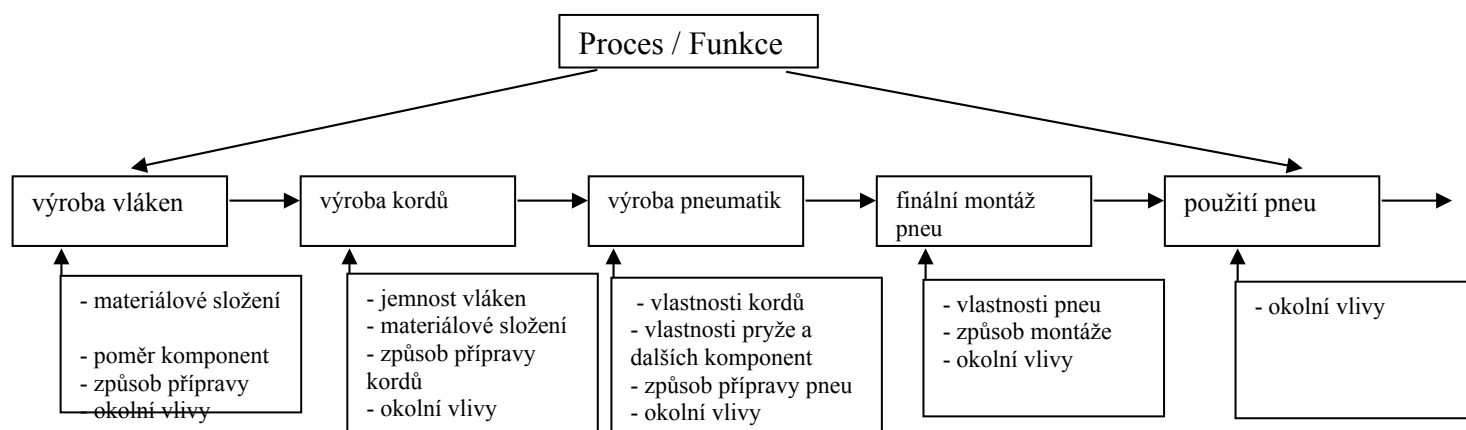 Proces / Funkce
výroba vláken
výroba kordů
výroba pneumatik
finální montáž
pneu
použití pneu
- materiálové složení
- poměr komponent
- způsob přípravy
- okolní vlivy
- jemnost vláken
- materiálové složení
- způsob přípravy
kordů
- okolní vlivy
- vlastnosti kordů
- vlastnosti pryže a
dalších komponent
- způsob přípravy pneu
- okolní vlivy
- vlastnosti pneu
- způsob montáže
- okolní vlivy
- okolní vlivy